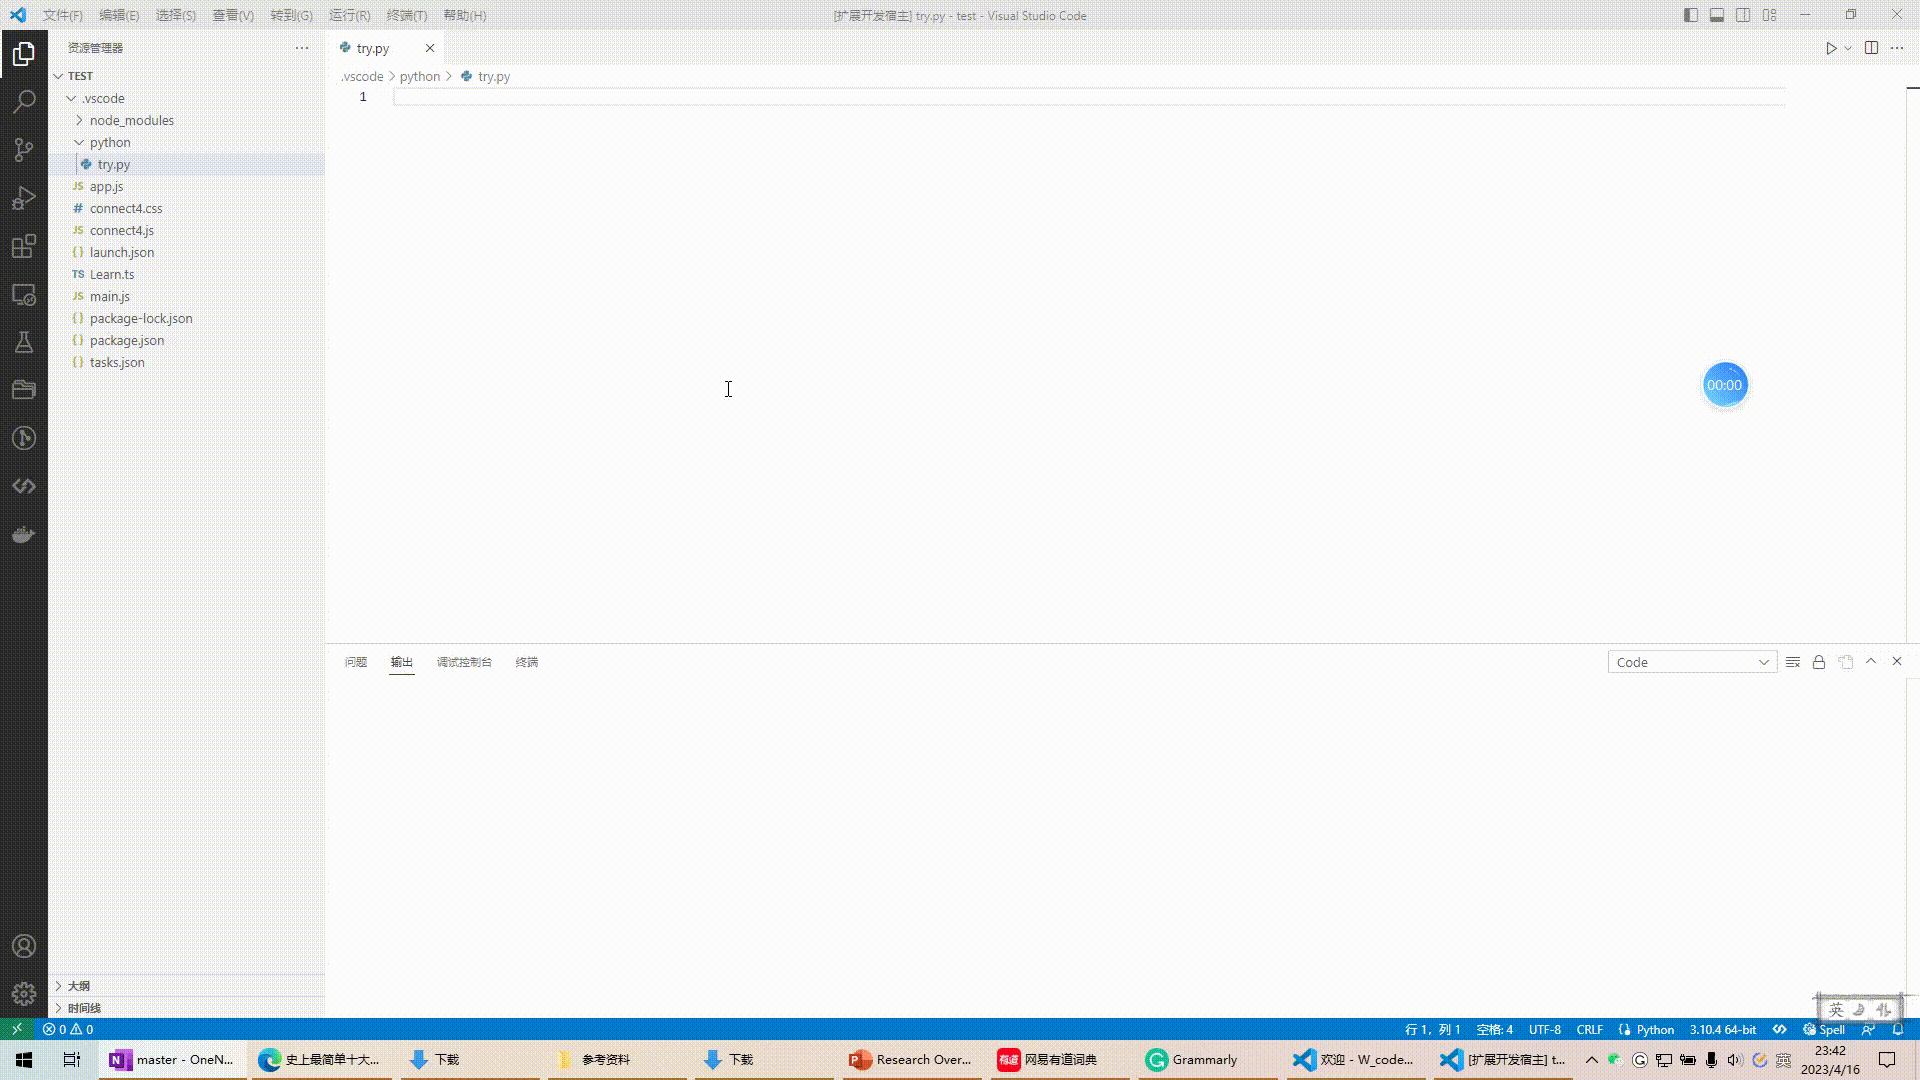 文件(F) 编辑(E) 选择(S) 查看(V) 转到(G) 运行(R) 终端(T) 帮助(H) [扩展开发宿主] try.py - test - Visual Studio Code
资源管理器
TEST
.vscode
node_modules
python
try.py
JS app.js
# connect4.css
JS connect4.js
{} launch.json
TS Learn.ts
JS main.js
{} package-lock.json
{} package.json
{} tasks.json
大纲
时间线
try.py
.vscode > python > try.py
1
00:00
问题 输出 调试控制台 终端 Code
英
0 0 行 1，列 1 空格: 4 UTF-8 CRLF Python 3.10.4 64-bit Spell
master - OneN... 史上最简单十大... 下载 参考资料 下载 Research Over... 有道 网易有道词典 Grammarly 欢迎 - W_code... [扩展开发宿主] t... 英 23:42
2023/4/16